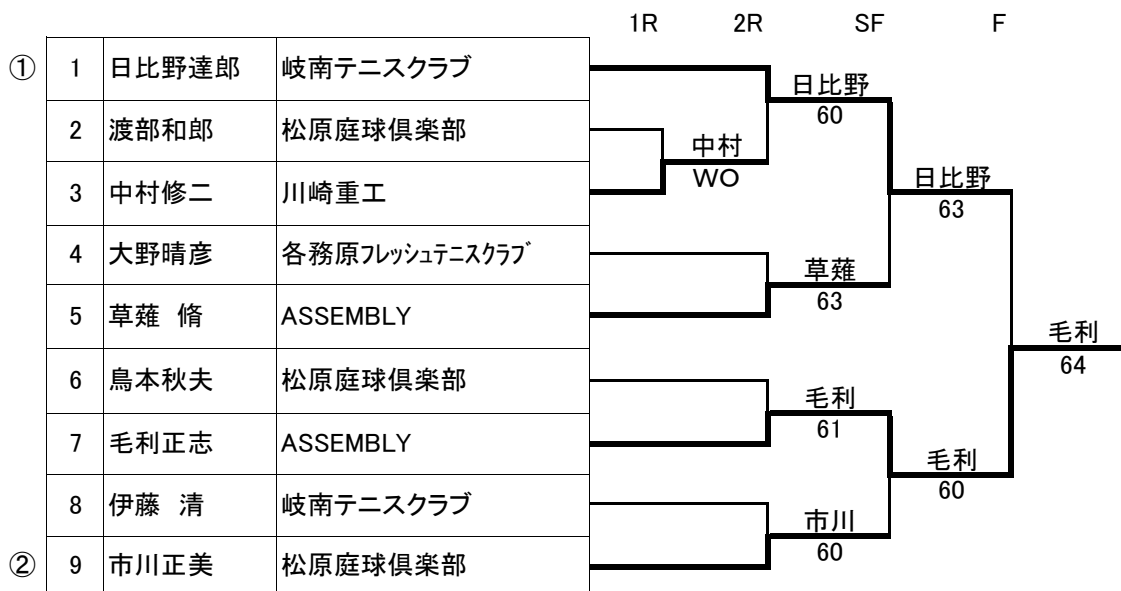 1R 2R SF F
① 1 日比野達郎 岐南テニスクラブ
日比野
60
2 渡部和郎 松原庭球倶楽部
中村
WO
3 中村修二 川崎重工
日比野
63
4 大野晴彦 各務原フレッシュテニスクラブ
草薙
63
5 草薙 脩 ASSEMBLY
毛利
64
6 鳥本秋夫 松原庭球倶楽部
毛利
61
7 毛利正志 ASSEMBLY
毛利
60
8 伊藤 清 岐南テニスクラブ
市川
60
② 9 市川正美 松原庭球倶楽部